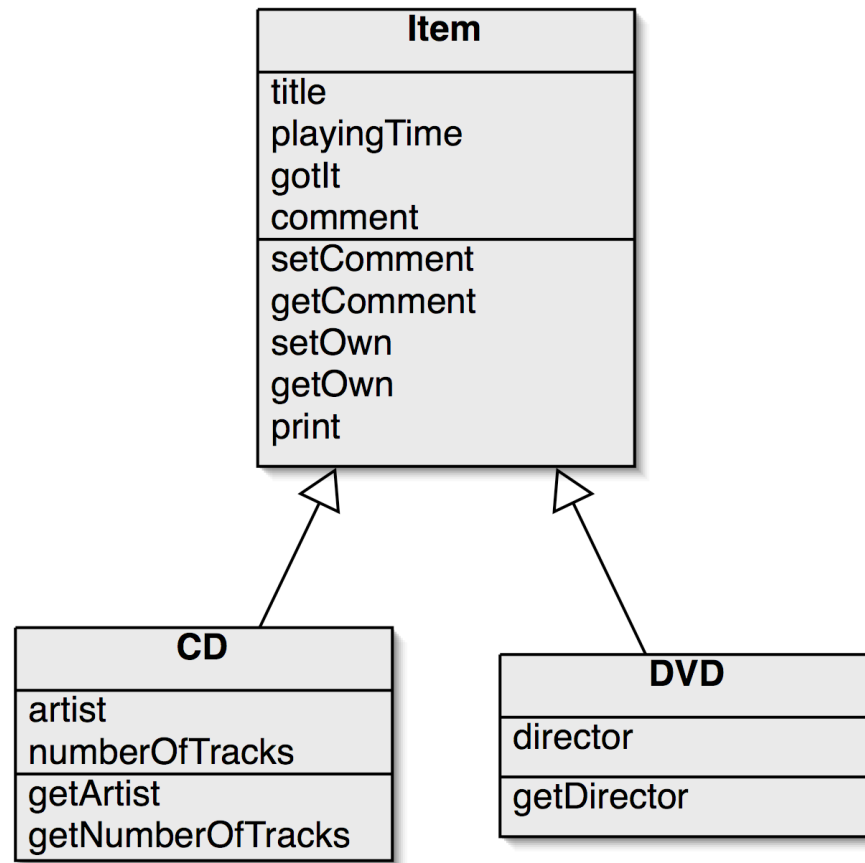 Item
title
playingTime
gotIt
comment
setComment
getComment
setOwn
getOwn
print
CD
artist
numberOfTracks
getArtist
getNumberOfTracks
DVD
director
getDirector